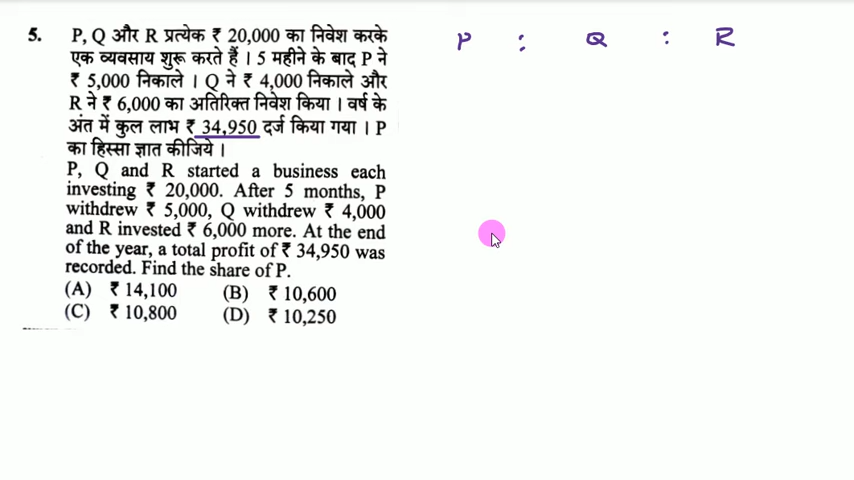 5. P, Q और R प्रत्येक ₹ 20,000 का निवेश करके
एक व्यवसाय शुरू करते हैं । 5 महीने के बाद P ने
₹ 5,000 निकाले । Q ने ₹ 4,000 निकाले और
R ने ₹ 6,000 का अतिरिक्त निवेश किया । वर्ष के
अंत में कुल लाभ ₹ 34,950 दर्ज किया गया । P
का हिस्सा ज्ञात कीजिये ।
P, Q and R started a business each
investing ₹ 20,000. After 5 months, P
withdrew ₹ 5,000, Q withdrew ₹ 4,000
and R invested ₹ 6,000 more. At the end
of the year, a total profit of ₹ 34,950 was
recorded. Find the share of P.
(A) ₹ 14,100 (B) ₹ 10,600
(C) ₹ 10,800 (D) ₹ 10,250
P : Q : R